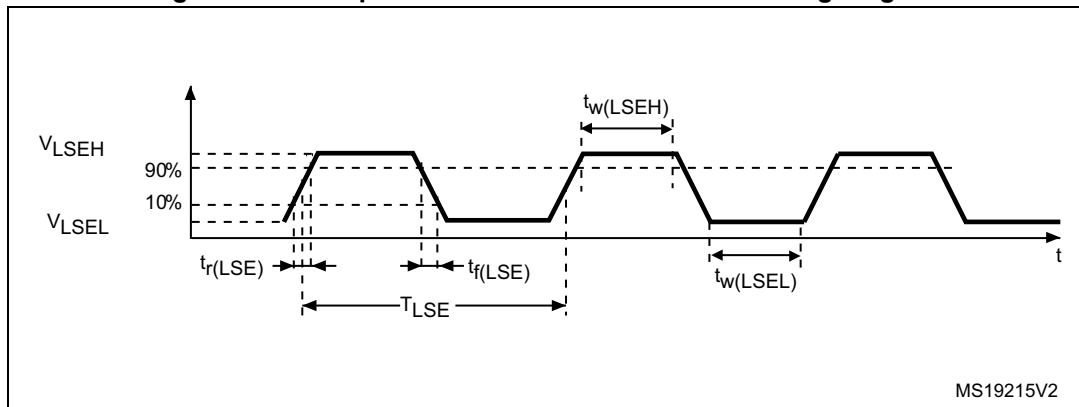 tw(LSEH)
VLSEH
90%
10%
VLSEL
tr(LSE)
tf(LSE)
tw(LSEL)
t
TLSE
MS19215V2